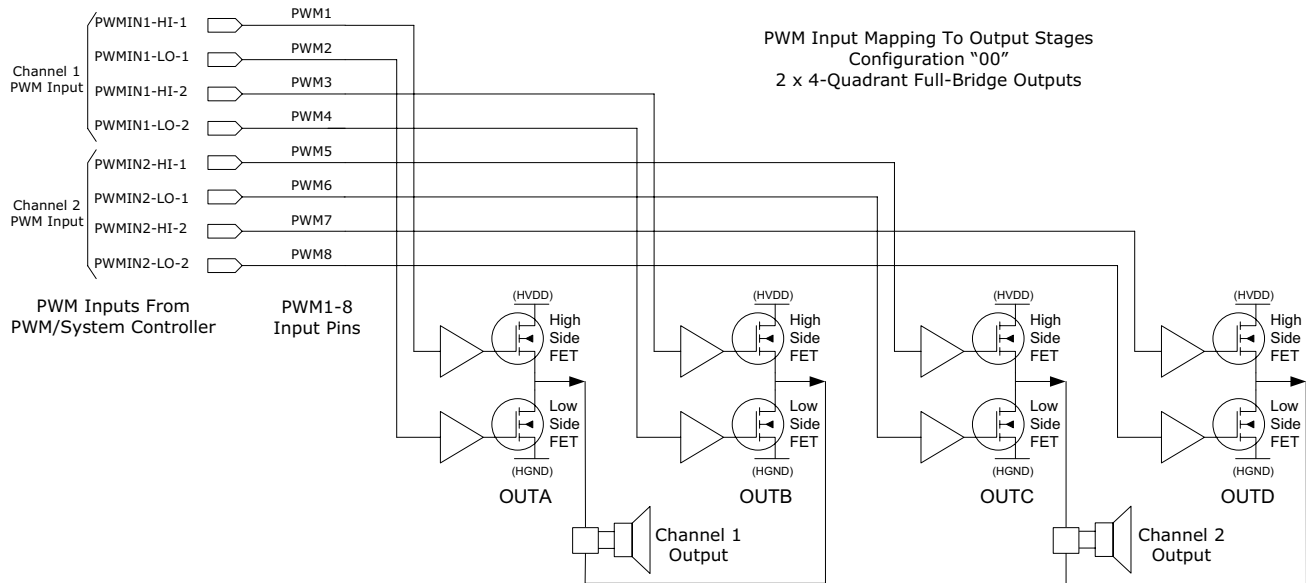 PWMIN1-HI-1
PWM1
PWMIN1-LO-1
PWM2
PWMIN1-HI-2
PWM3
PWMIN1-LO-2
PWM4
Channel 1
PWM Input
PWMIN2-HI-1
PWM5
PWMIN2-LO-1
PWM6
PWMIN2-HI-2
PWM7
PWMIN2-LO-2
PWM8
Channel 2
PWM Input
PWM Input Mapping To Output Stages
Configuration “00”
2 x 4-Quadrant Full-Bridge Outputs
PWM Inputs From
PWM/System Controller
PWM1-8
Input Pins
(HVDD)
High
Side
FET
Low
Side
FET
(HGND)
OUTA
(HVDD)
High
Side
FET
Low
Side
FET
(HGND)
OUTB
(HVDD)
High
Side
FET
Low
Side
FET
(HGND)
OUTC
(HVDD)
High
Side
FET
Low
Side
FET
(HGND)
OUTD
Channel 1
Output
Channel 2
Output